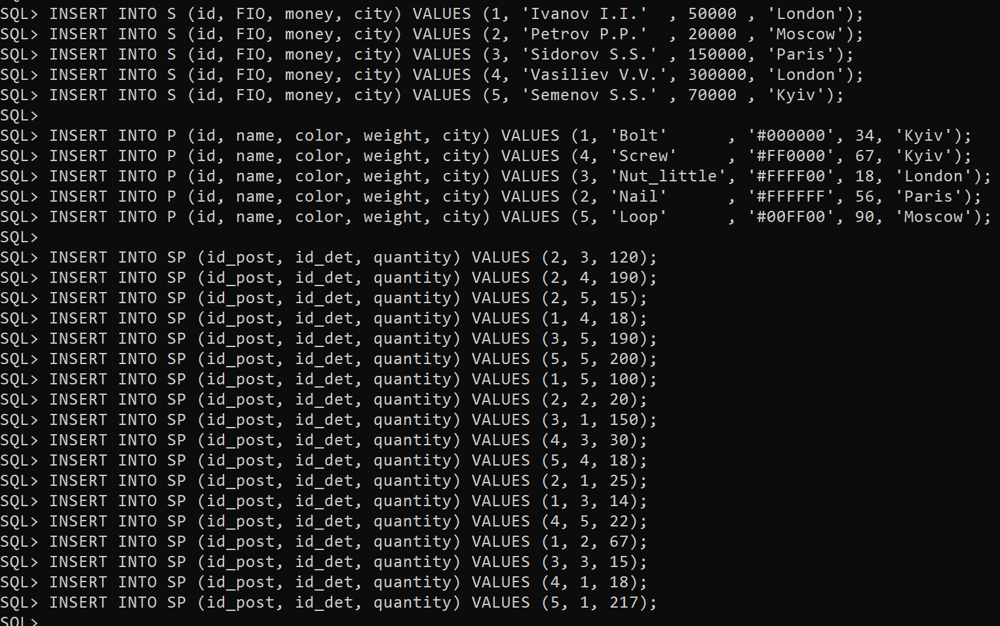 SQL> INSERT INTO S (id, FIO, money, city) VALUES (1, 'Ivanov I.I.'  , 50000 , 'London');
SQL> INSERT INTO S (id, FIO, money, city) VALUES (2, 'Petrov P.P.'  , 20000 , 'Moscow');
SQL> INSERT INTO S (id, FIO, money, city) VALUES (3, 'Sidorov S.S.' , 150000, 'Paris');
SQL> INSERT INTO S (id, FIO, money, city) VALUES (4, 'Vasiliev V.V.', 300000, 'London');
SQL> INSERT INTO S (id, FIO, money, city) VALUES (5, 'Semenov S.S.' , 70000 , 'Kyiv');
SQL>
SQL> INSERT INTO P (id, name, color, weight, city) VALUES (1, 'Bolt'      , '#000000', 34, 'Kyiv');
SQL> INSERT INTO P (id, name, color, weight, city) VALUES (4, 'Screw'     , '#FF0000', 67, 'Kyiv');
SQL> INSERT INTO P (id, name, color, weight, city) VALUES (3, 'Nut_little', '#FFFF00', 18, 'London');
SQL> INSERT INTO P (id, name, color, weight, city) VALUES (2, 'Nail'      , '#FFFFFF', 56, 'Paris');
SQL> INSERT INTO P (id, name, color, weight, city) VALUES (5, 'Loop'      , '#00FF00', 90, 'Moscow');
SQL>
SQL> INSERT INTO SP (id_post, id_det, quantity) VALUES (2, 3, 120);
SQL> INSERT INTO SP (id_post, id_det, quantity) VALUES (2, 4, 190);
SQL> INSERT INTO SP (id_post, id_det, quantity) VALUES (2, 5, 15);
SQL> INSERT INTO SP (id_post, id_det, quantity) VALUES (1, 4, 18);
SQL> INSERT INTO SP (id_post, id_det, quantity) VALUES (3, 5, 190);
SQL> INSERT INTO SP (id_post, id_det, quantity) VALUES (5, 5, 200);
SQL> INSERT INTO SP (id_post, id_det, quantity) VALUES (1, 5, 100);
SQL> INSERT INTO SP (id_post, id_det, quantity) VALUES (2, 2, 20);
SQL> INSERT INTO SP (id_post, id_det, quantity) VALUES (3, 1, 150);
SQL> INSERT INTO SP (id_post, id_det, quantity) VALUES (4, 3, 30);
SQL> INSERT INTO SP (id_post, id_det, quantity) VALUES (5, 4, 18);
SQL> INSERT INTO SP (id_post, id_det, quantity) VALUES (2, 1, 25);
SQL> INSERT INTO SP (id_post, id_det, quantity) VALUES (1, 3, 14);
SQL> INSERT INTO SP (id_post, id_det, quantity) VALUES (4, 5, 22);
SQL> INSERT INTO SP (id_post, id_det, quantity) VALUES (1, 2, 67);
SQL> INSERT INTO SP (id_post, id_det, quantity) VALUES (3, 3, 15);
SQL> INSERT INTO SP (id_post, id_det, quantity) VALUES (4, 1, 18);
SQL> INSERT INTO SP (id_post, id_det, quantity) VALUES (5, 1, 217);
SQL>